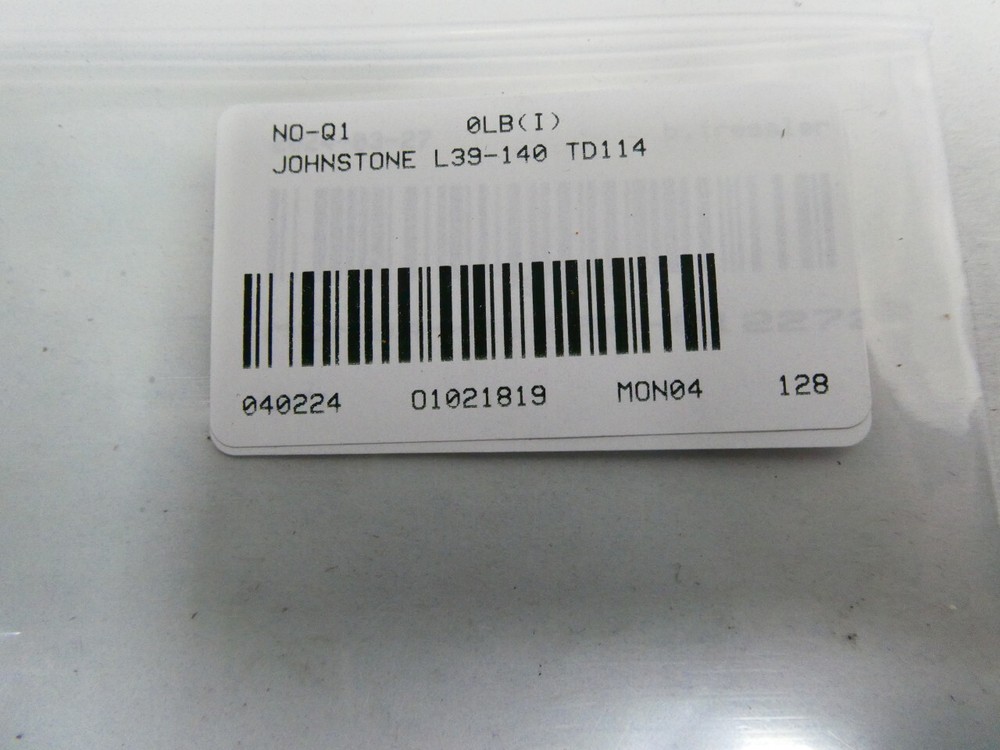 NO-Q1 0LB(I)
JOHNSTONE L39-140 TD114
040224 01021819 MON04 128